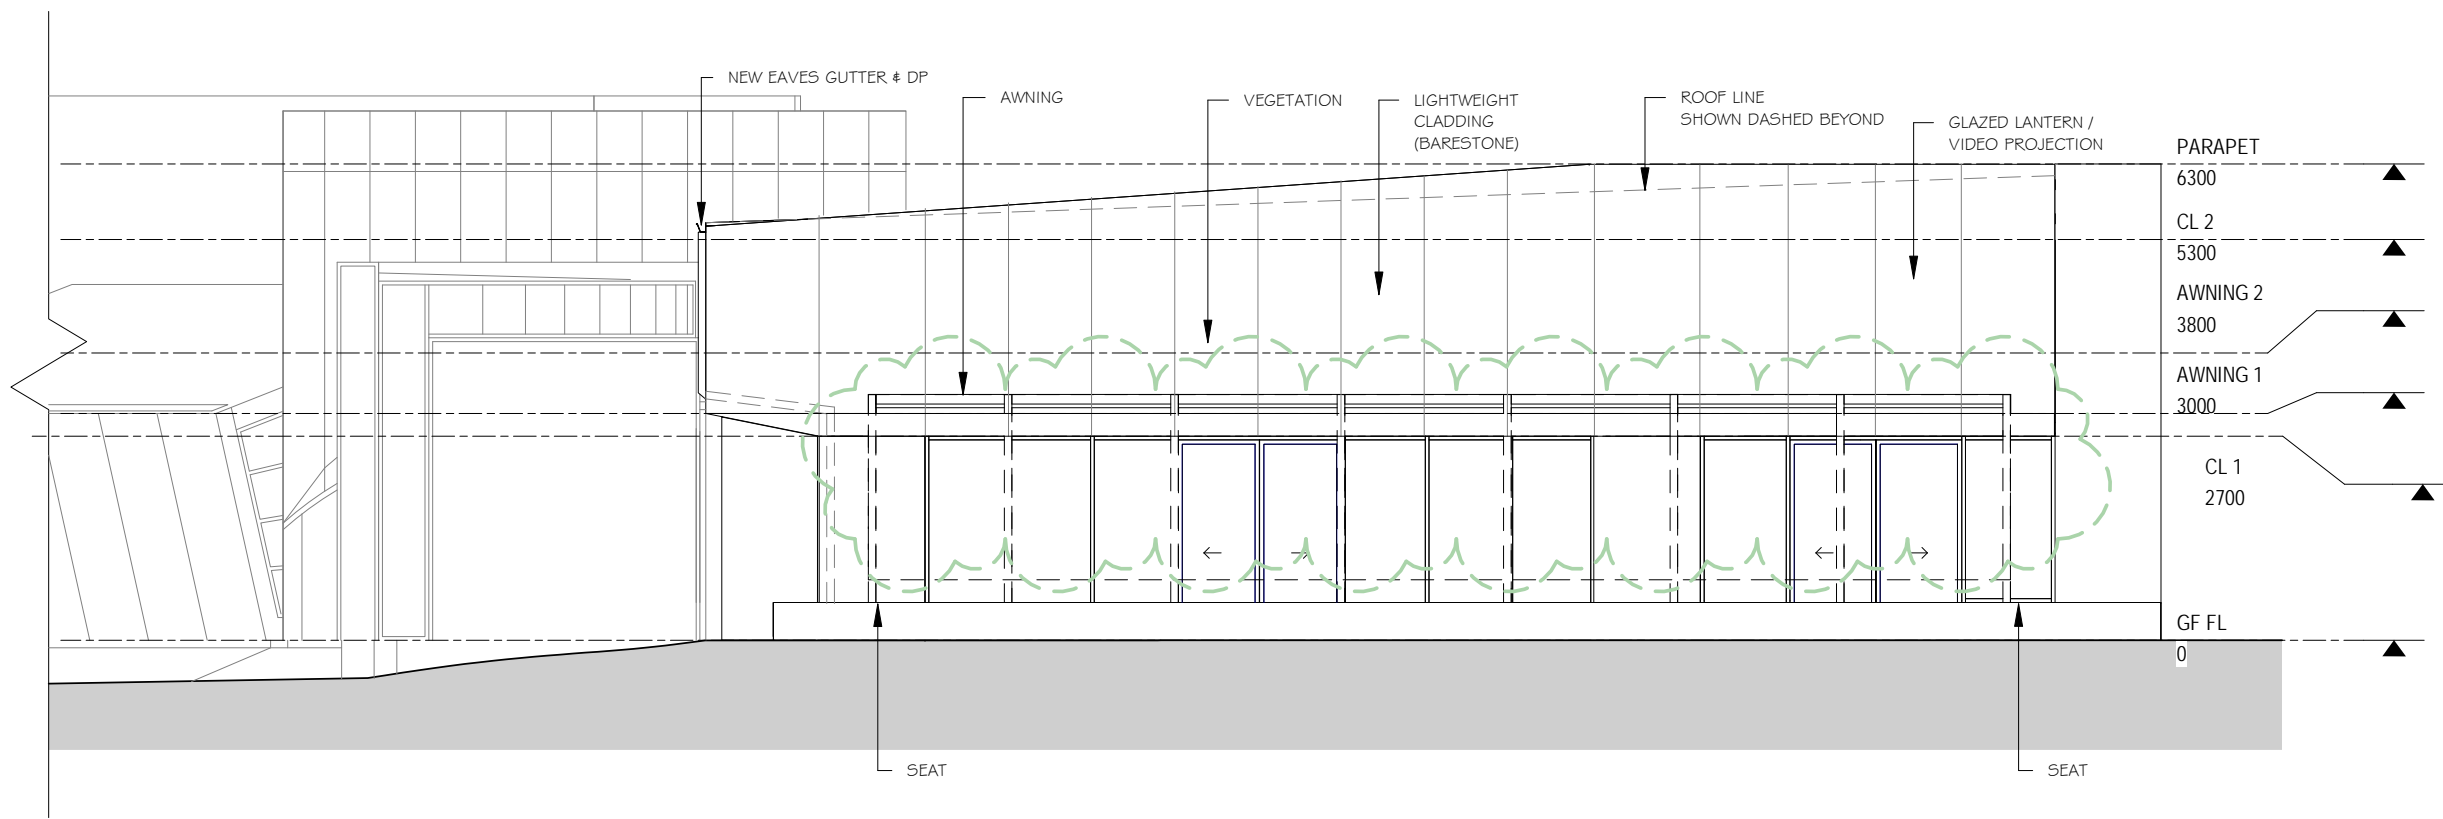 NEW EAVES GUTTER & DP
AWNING
VEGETATION
LIGHTWEIGHT
CLADDING
(BARESTONE)
ROOF LINE
SHOWN DASHED BEYOND
GLAZED LANTERN /
VIDEO PROJECTION
PARAPET
6300
CL 2
5300
AWNING 2
3800
AWNING 1
3000
CL 1
2700
GF FL
0
SEAT
SEAT